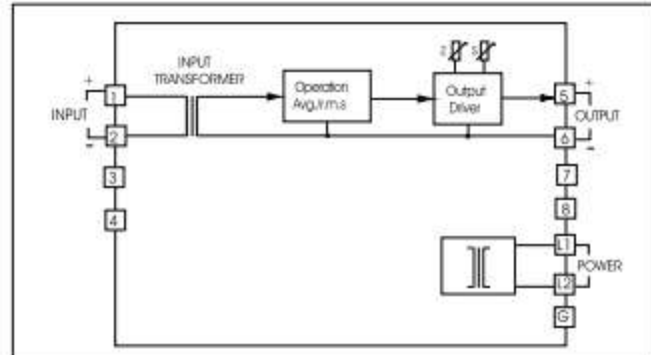 INPUT
TRANSFORMER
Z S
Operation
Avg./r.m.s
Output
Driver
+
1
INPUT
2
-
3
4
5
+
OUTPUT
6
-
7
8
L1
POWER
L2
G